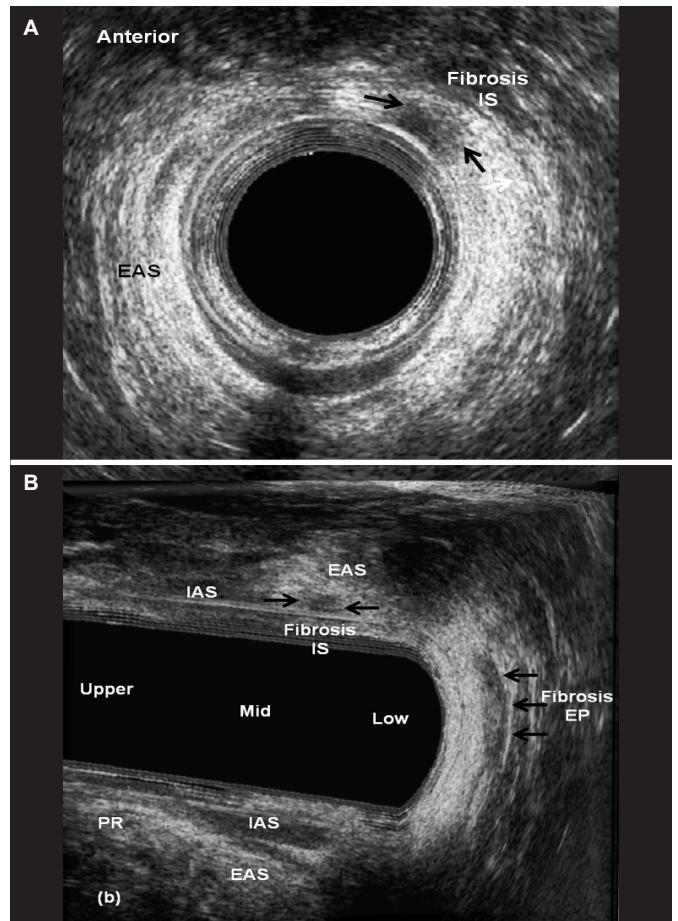 A
Anterior
Fibrosis
IS
EAS
B
EAS
IAS
Fibrosis
IS
Upper
Mid
Low
Fibrosis
EP
PR
IAS
EAS
(b)